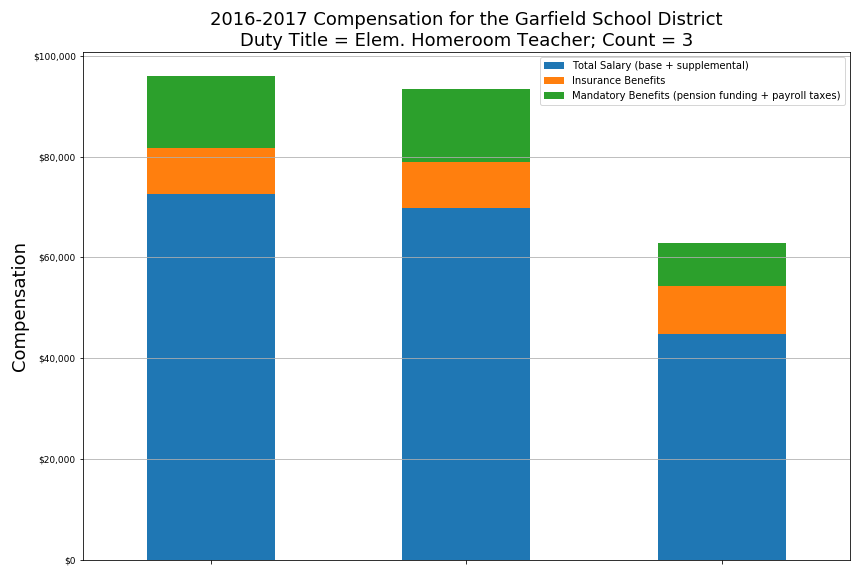 2016-2017 Compensation for the Garfield School District
Duty Title = Elem. Homeroom Teacher; Count = 3
Total Salary (base + supplemental)
Insurance Benefits
Mandatory Benefits (pension funding + payroll taxes)
Compensation
$100,000
$80,000
$60,000
$40,000
$20,000
$0